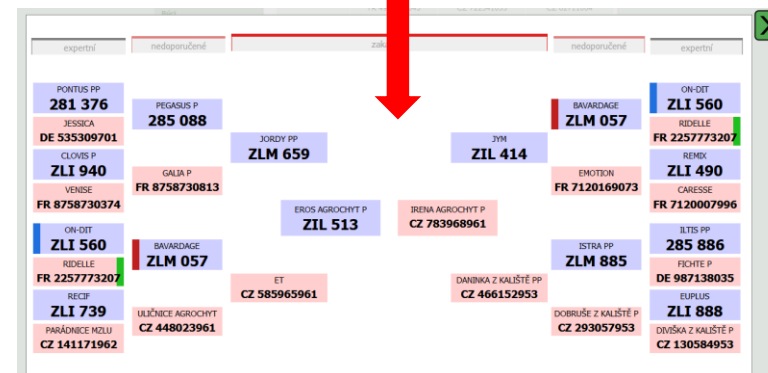 expertní
nedoporučené
zaka
nedoporučené
expertní
PONTUS PP
281 376
JESSICA
DE 535309701
CLOVIS P
ZLI 940
VENISE
FR 8758730374
ON-DIT
ZLI 560
RIDELLE
FR 2257773207
RECIF
ZLI 739
PARÁDNICE MZLU
CZ 141171962
PEGASUS P
285 088
GALIA P
FR 8758730813
BAVARDAGE
ZLM 057
ULIČNICE AGROCHYT
CZ 448023961
JORDY PP
ZLM 659
ET
CZ 585965961
EROS AGROCHYT P
ZIL 513
IRENA AGROCHYT P
CZ 783968961
JYM
ZIL 414
DANINKA Z KALIŠTĚ PP
CZ 466152953
BAVARDAGE
ZLM 057
EMOTION
FR 7120169073
ISTRA PP
ZLM 885
DOBRUŠE Z KALIŠTĚ P
CZ 293057953
ON-DIT
ZLI 560
RIDELLE
FR 2257773207
REMIX
ZLI 490
CARESSE
FR 7120007996
ILTIS PP
285 886
FICHTE P
DE 987138035
EUPLUS
ZLI 888
DIVIŠKA Z KALIŠTĚ P
CZ 130584953